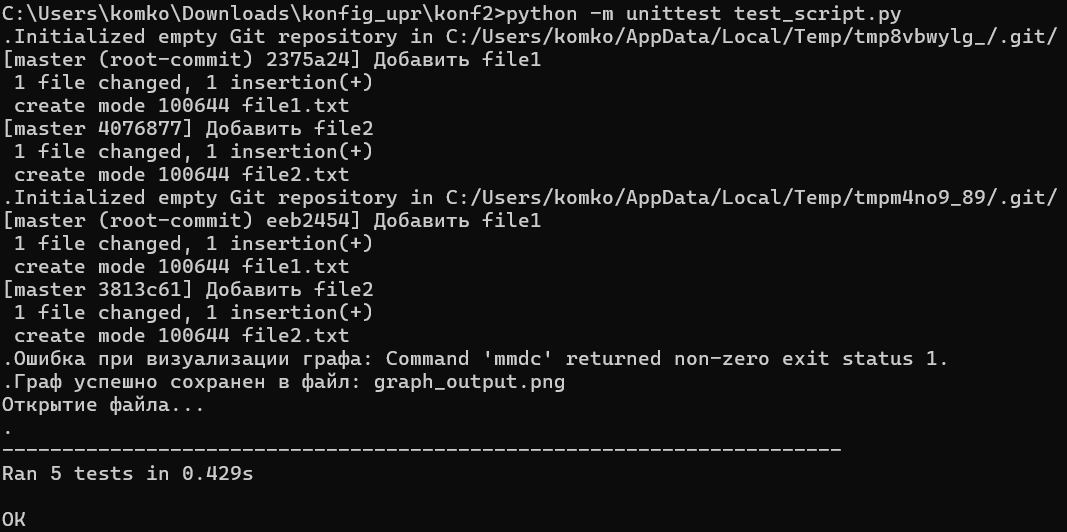 C:\Users\komko\Downloads\konfig_upr\konf2>python -m unittest test_script.py
.Initialized empty Git repository in C:/Users/komko/AppData/Local/Temp/tmp8vbwylg_/.git/
[master (root-commit) 2375a24] Добавить file1
 1 file changed, 1 insertion(+)
 create mode 100644 file1.txt
[master 4076877] Добавить file2
 1 file changed, 1 insertion(+)
 create mode 100644 file2.txt
.Initialized empty Git repository in C:/Users/komko/AppData/Local/Temp/tmpm4no9_89/.git/
[master (root-commit) eeb2454] Добавить file1
 1 file changed, 1 insertion(+)
 create mode 100644 file1.txt
[master 3813c61] Добавить file2
 1 file changed, 1 insertion(+)
 create mode 100644 file2.txt
.Ошибка при визуализации графа: Command 'mmdc' returned non-zero exit status 1.
.Граф успешно сохранен в файл: graph_output.png
Открытие файла...
.
----------------------------------------------------------------------
Ran 5 tests in 0.429s

OK